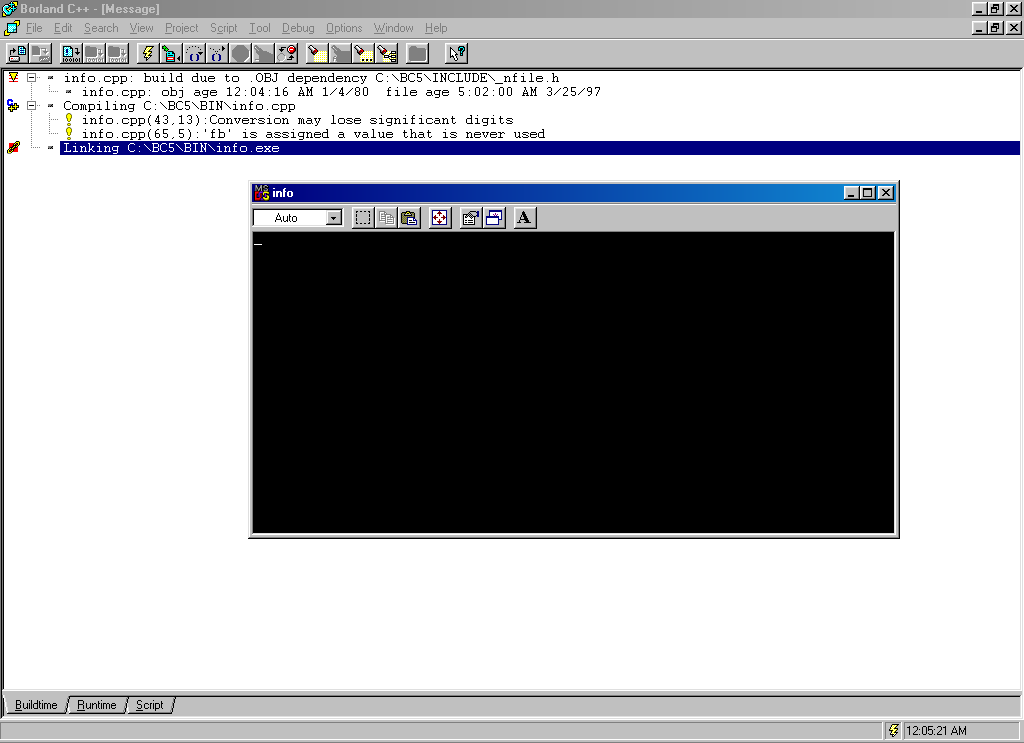 Borland C++ - [Message]
File Edit Search View Project Script Tool Debug Options Window Help
info.cpp: build due to .OBJ dependency C:\BC5\INCLUDE\_nfile.h
info.cpp: obj age 12:04:16 AM 1/4/80  file age 5:02:00 AM 3/25/97
Compiling C:\BC5\BIN\info.cpp
info.cpp(43,13):Conversion may lose significant digits
info.cpp(65,5):'fb' is assigned a value that is never used
Linking C:\BC5\BIN\info.exe
info
Auto
A
Buildtime Runtime Script
12:05:21 AM